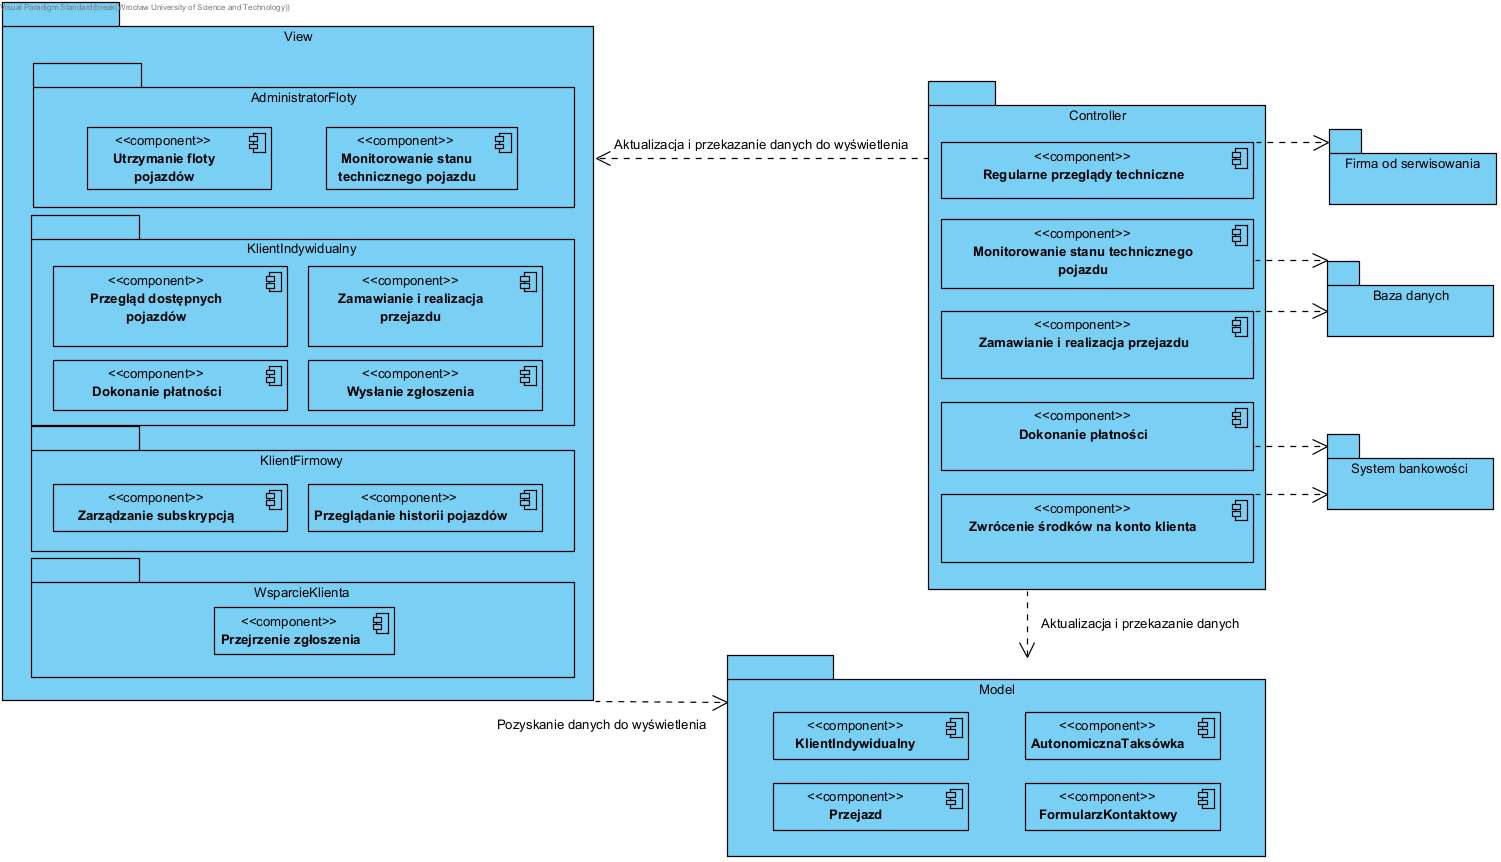 Visual Paradigm Standard(break(Wrocław University of Science and Technology))
View
AdministratorFloty
<<component>>
Utrzymanie floty
pojazdów
<<component>>
Monitorowanie stanu
technicznego pojazdu
KlientIndywidualny
<<component>>
Przegląd dostępnych
pojazdów
<<component>>
Zamawianie i realizacja
przejazdu
<<component>>
Dokonanie płatności
<<component>>
Wysłanie zgłoszenia
KlientFirmowy
<<component>>
Zarządzanie subskrypcją
<<component>>
Przeglądanie historii pojazdów
WsparcieKlienta
<<component>>
Przejrzenie zgłoszenia
Aktualizacja i przekazanie danych do wyświetlenia
Controller
<<component>>
Regularne przeglądy techniczne
<<component>>
Monitorowanie stanu technicznego
pojazdu
<<component>>
Zamawianie i realizacja przejazdu
<<component>>
Dokonanie płatności
<<component>>
Zwrócenie środków na konto klienta
Firma od serwisowania
Baza danych
System bankowości
Aktualizacja i przekazanie danych
Pozyskanie danych do wyświetlenia
Model
<<component>>
KlientIndywidualny
<<component>>
AutonomicznaTaksówka
<<component>>
Przejazd
<<component>>
FormularzKontaktowy